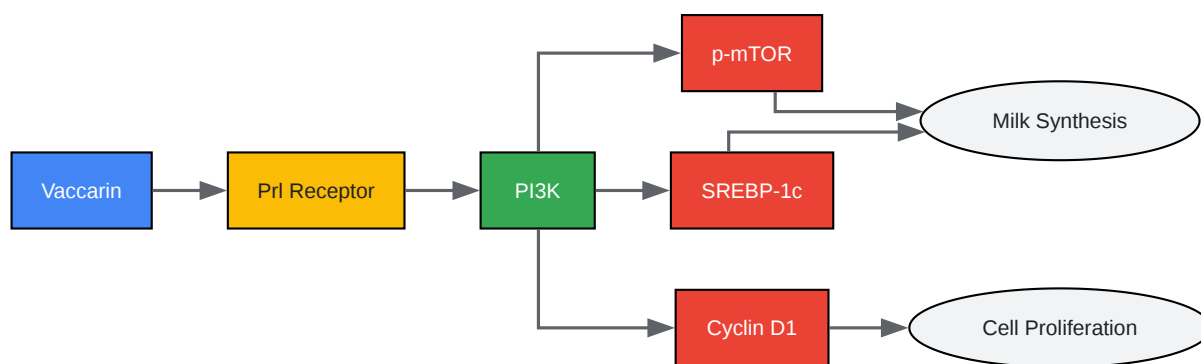 p-mTOR
Milk Synthesis
Vaccarin
Prl Receptor
PI3K
SREBP-1c
Cyclin D1
Cell Proliferation